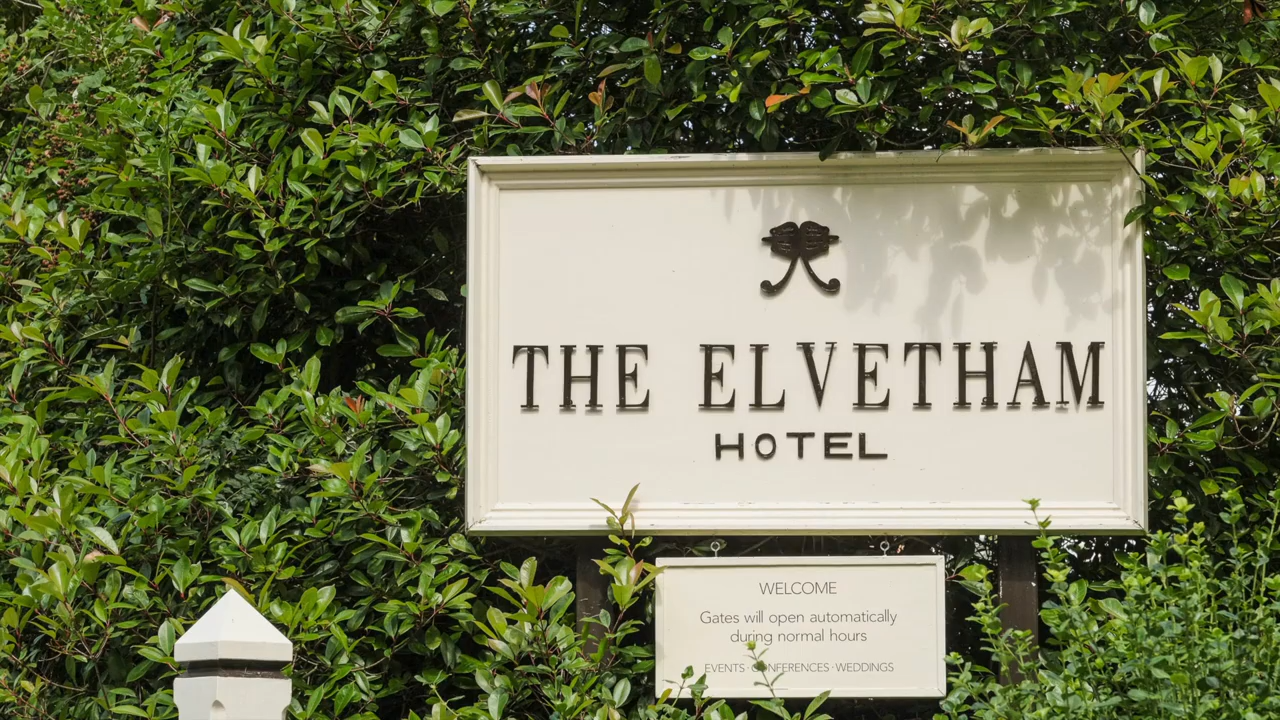 THE ELVETHAM
HOTEL
WELCOME
Gates will open automatically
during normal hours
EVENTS · CONFERENCES · WEDDINGS